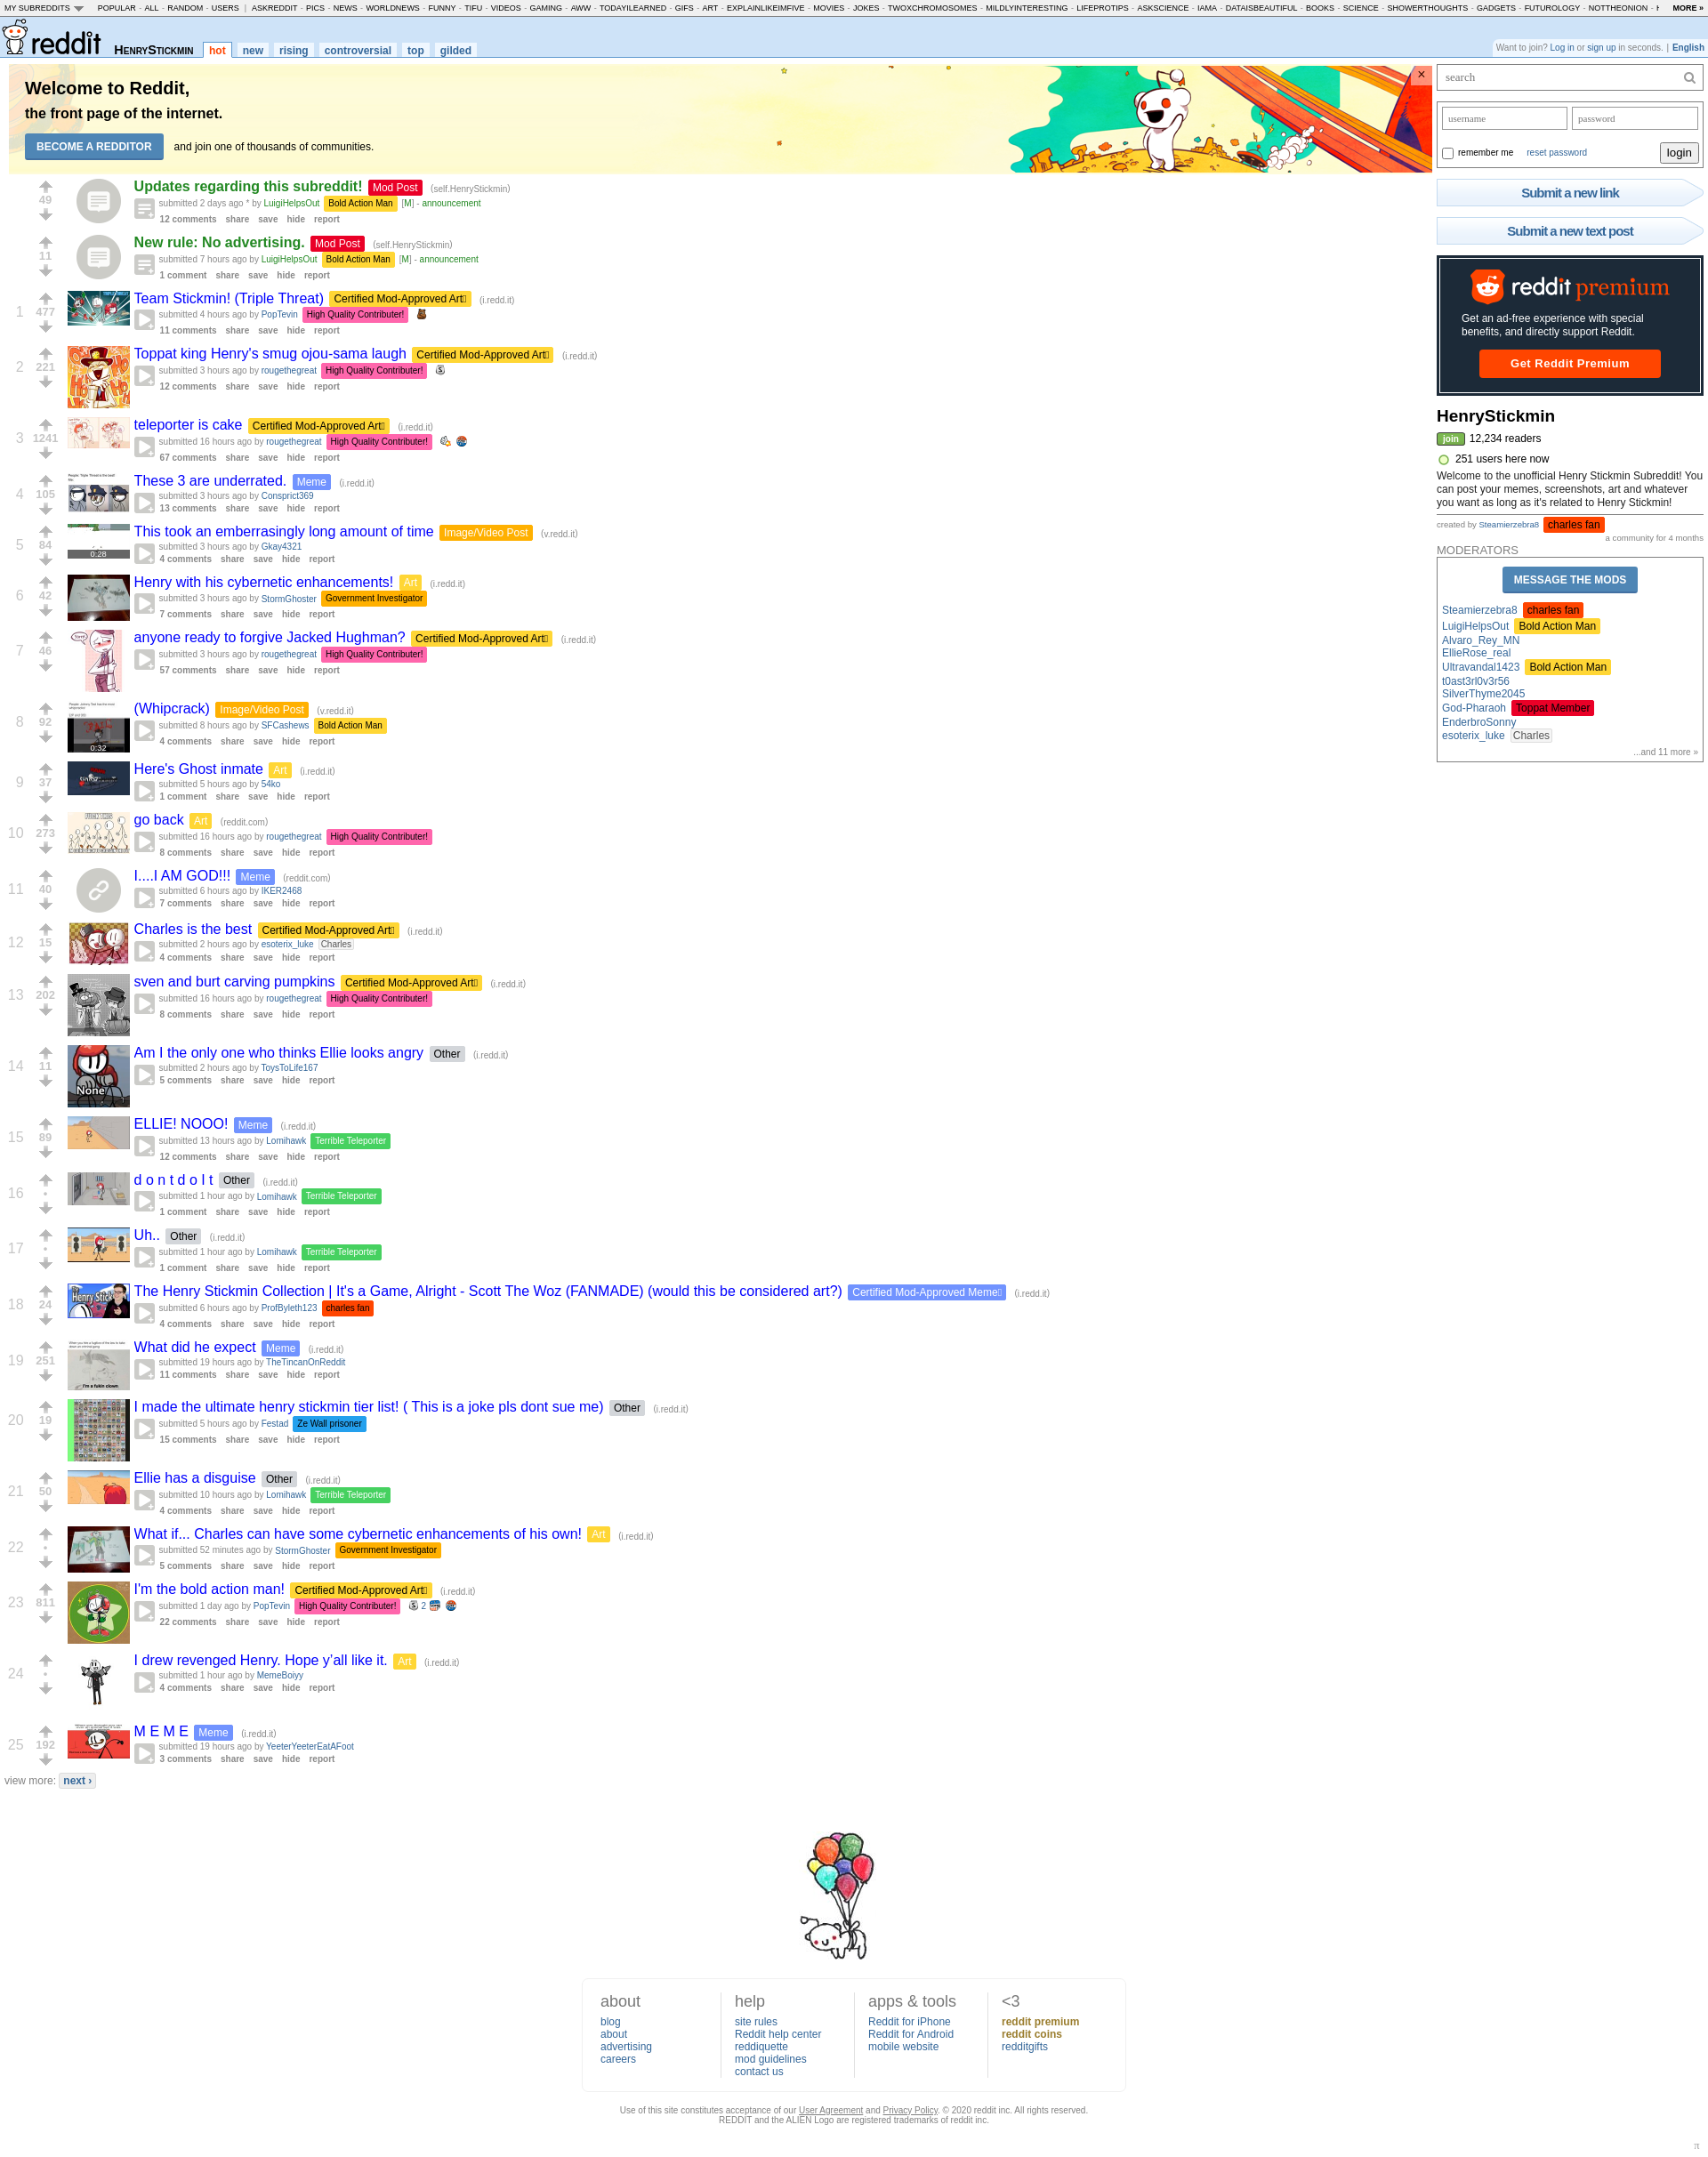 MY SUBREDDITS POPULAR - ALL - RANDOM - USERS | ASKREDDIT - PICS - NEWS - WORLDNEWS - FUNNY - TIFU - VIDEOS - GAMING - AWW - TODAYILEARNED - GIFS - ART - EXPLAINLIKEIMFIVE - MOVIES - JOKES - TWOXCHROMOSOMES - MILDLYINTERESTING - LIFEPROTIPS - ASKSCIENCE - IAMA - DATAISBEAUTIFUL - BOOKS - SCIENCE - SHOWERTHOUGHTS - GADGETS - FUTUROLOGY - NOTTHEONION - MORE »
reddit HenryStickmin hot new rising controversial top gilded
Want to join? Log in or sign up in seconds. | English
Welcome to Reddit,
the front page of the internet.
BECOME A REDDITOR and join one of thousands of communities.
×
49
Updates regarding this subreddit! Mod Post (self.HenryStickmin)
submitted 2 days ago * by LuigiHelpsOut Bold Action Man [M] - announcement
12 comments share save hide report
11
New rule: No advertising. Mod Post (self.HenryStickmin)
submitted 7 hours ago by LuigiHelpsOut Bold Action Man [M] - announcement
1 comment share save hide report
1 477
Team Stickmin! (Triple Threat) Certified Mod-Approved Art (i.redd.it)
submitted 4 hours ago by PopTevin High Quality Contributer!
11 comments share save hide report
2 221
Toppat king Henry's smug ojou-sama laugh Certified Mod-Approved Art (i.redd.it)
submitted 3 hours ago by rougethegreat High Quality Contributer!
12 comments share save hide report
3 1241
teleporter is cake Certified Mod-Approved Art (i.redd.it)
submitted 16 hours ago by rougethegreat High Quality Contributer!
67 comments share save hide report
4 105
These 3 are underrated. Meme (i.redd.it)
submitted 3 hours ago by Consprict369
13 comments share save hide report
5 84
0:28
This took an emberrasingly long amount of time Image/Video Post (v.redd.it)
submitted 3 hours ago by Gkay4321
4 comments share save hide report
6 42
Henry with his cybernetic enhancements! Art (i.redd.it)
submitted 3 hours ago by StormGhoster Government Investigator
7 comments share save hide report
7 46
anyone ready to forgive Jacked Hughman? Certified Mod-Approved Art (i.redd.it)
submitted 3 hours ago by rougethegreat High Quality Contributer!
57 comments share save hide report
8 92
0:32
(Whipcrack) Image/Video Post (v.redd.it)
submitted 8 hours ago by SFCashews Bold Action Man
4 comments share save hide report
9 37
Here's Ghost inmate Art (i.redd.it)
submitted 5 hours ago by 54ko
1 comment share save hide report
10 273
go back Art (reddit.com)
submitted 16 hours ago by rougethegreat High Quality Contributer!
8 comments share save hide report
11 40
I....I AM GOD!!! Meme (reddit.com)
submitted 6 hours ago by IKER2468
7 comments share save hide report
12 15
Charles is the best Certified Mod-Approved Art (i.redd.it)
submitted 2 hours ago by esoterix_luke Charles
4 comments share save hide report
13 202
sven and burt carving pumpkins Certified Mod-Approved Art (i.redd.it)
submitted 16 hours ago by rougethegreat High Quality Contributer!
8 comments share save hide report
14 11
None
Am I the only one who thinks Ellie looks angry Other (i.redd.it)
submitted 2 hours ago by ToysToLife167
5 comments share save hide report
15 89
ELLIE! NOOO! Meme (i.redd.it)
submitted 13 hours ago by Lomihawk Terrible Teleporter
12 comments share save hide report
16 •
d o n t d o I t Other (i.redd.it)
submitted 1 hour ago by Lomihawk Terrible Teleporter
1 comment share save hide report
17 •
Uh.. Other (i.redd.it)
submitted 1 hour ago by Lomihawk Terrible Teleporter
1 comment share save hide report
18 24
Henry Stick
The Henry Stickmin Collection | It's a Game, Alright - Scott The Woz (FANMADE) (would this be considered art?) Certified Mod-Approved Meme (i.redd.it)
submitted 6 hours ago by ProfByleth123 charles fan
4 comments share save hide report
19 251
I'm a fukin clown
What did he expect Meme (i.redd.it)
submitted 19 hours ago by TheTincanOnReddit
11 comments share save hide report
20 19
I made the ultimate henry stickmin tier list! ( This is a joke pls dont sue me) Other (i.redd.it)
submitted 5 hours ago by Festad Ze Wall prisoner
15 comments share save hide report
21 50
Ellie has a disguise Other (i.redd.it)
submitted 10 hours ago by Lomihawk Terrible Teleporter
4 comments share save hide report
22 •
What if... Charles can have some cybernetic enhancements of his own! Art (i.redd.it)
submitted 52 minutes ago by StormGhoster Government Investigator
5 comments share save hide report
23 811
I'm the bold action man! Certified Mod-Approved Art (i.redd.it)
submitted 1 day ago by PopTevin High Quality Contributer! 2
22 comments share save hide report
24 •
I drew revenged Henry. Hope y'all like it. Art (i.redd.it)
submitted 1 hour ago by MemeBoiyy
4 comments share save hide report
25 192
M E M E Meme (i.redd.it)
submitted 19 hours ago by YeeterYeeterEatAFoot
3 comments share save hide report
view more: next ›
search
username password
remember me reset password login
Submit a new link
Submit a new text post
reddit premium
Get an ad-free experience with special
benefits, and directly support Reddit.
Get Reddit Premium
HenryStickmin
join 12,234 readers
251 users here now
Welcome to the unofficial Henry Stickmin Subreddit! You
can post your memes, screenshots, art and whatever
you want as long as it's related to Henry Stickmin!
created by Steamierzebra8 charles fan
a community for 4 months
MODERATORS
MESSAGE THE MODS
Steamierzebra8 charles fan
LuigiHelpsOut Bold Action Man
Alvaro_Rey_MN
EllieRose_real
Ultravandal1423 Bold Action Man
t0ast3rl0v3r56
SilverThyme2045
God-Pharaoh Toppat Member
EnderbroSonny
esoterix_luke Charles
...and 11 more »
about
blog
about
advertising
careers
help
site rules
Reddit help center
reddiquette
mod guidelines
contact us
apps & tools
Reddit for iPhone
Reddit for Android
mobile website
<3
reddit premium
reddit coins
redditgifts
Use of this site constitutes acceptance of our User Agreement and Privacy Policy. © 2020 reddit inc. All rights reserved.
REDDIT and the ALIEN Logo are registered trademarks of reddit inc.
π